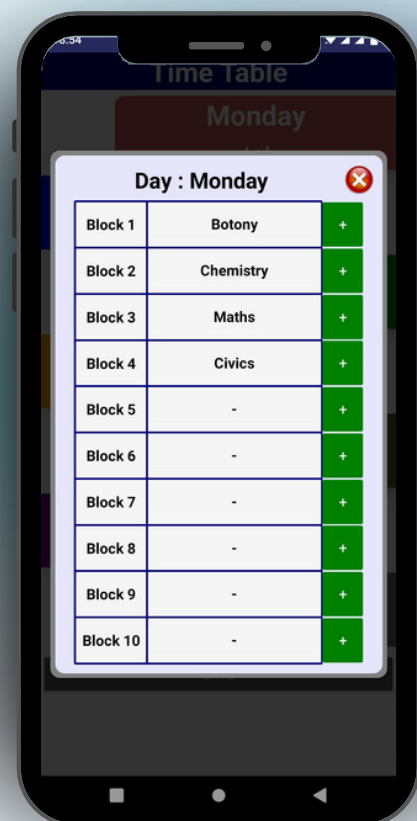 Time Table
Monday
Day : Monday
Block 1 Botony +
Block 2 Chemistry +
Block 3 Maths +
Block 4 Civics +
Block 5 - +
Block 6 - +
Block 7 - +
Block 8 - +
Block 9 - +
Block 10 - +